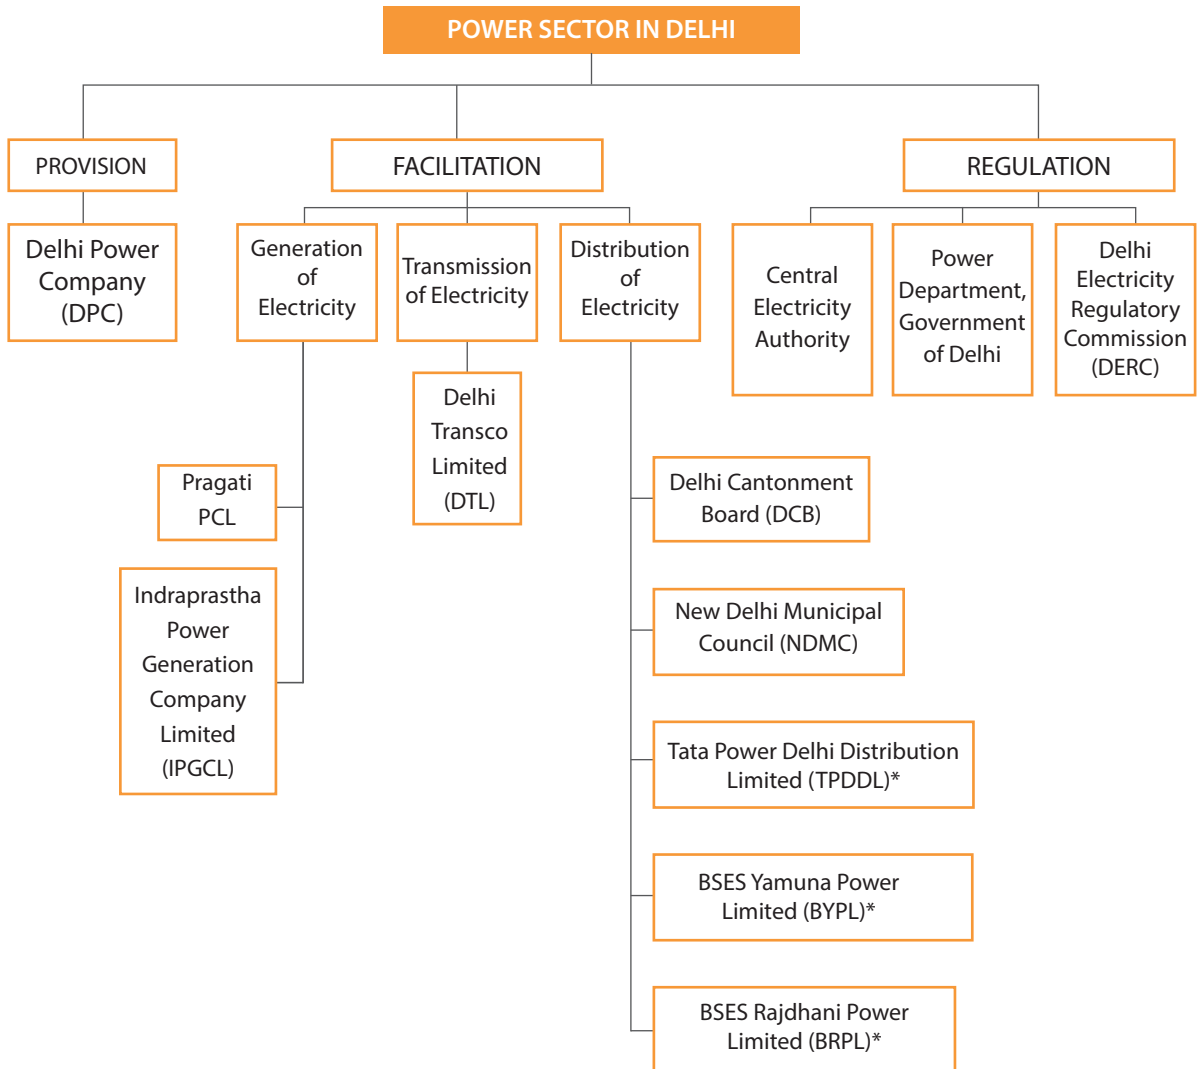 POWER SECTOR IN DELHI
PROVISION
FACILITATION
REGULATION
Delhi Power
Company
(DPC)
Generation
of
Electricity
Transmission
of Electricity
Distribution
of
Electricity
Central
Electricity
Authority
Power
Department,
Government
of Delhi
Delhi
Electricity
Regulatory
Commission
(DERC)
Pragati
PCL
Indraprastha
Power
Generation
Company
Limited
(IPGCL)
Delhi
Transco
Limited
(DTL)
Delhi Cantonment
Board (DCB)
New Delhi Municipal
Council (NDMC)
Tata Power Delhi Distribution
Limited (TPDDL)*
BSES Yamuna Power
Limited (BYPL)*
BSES Rajdhani Power
Limited (BRPL)*